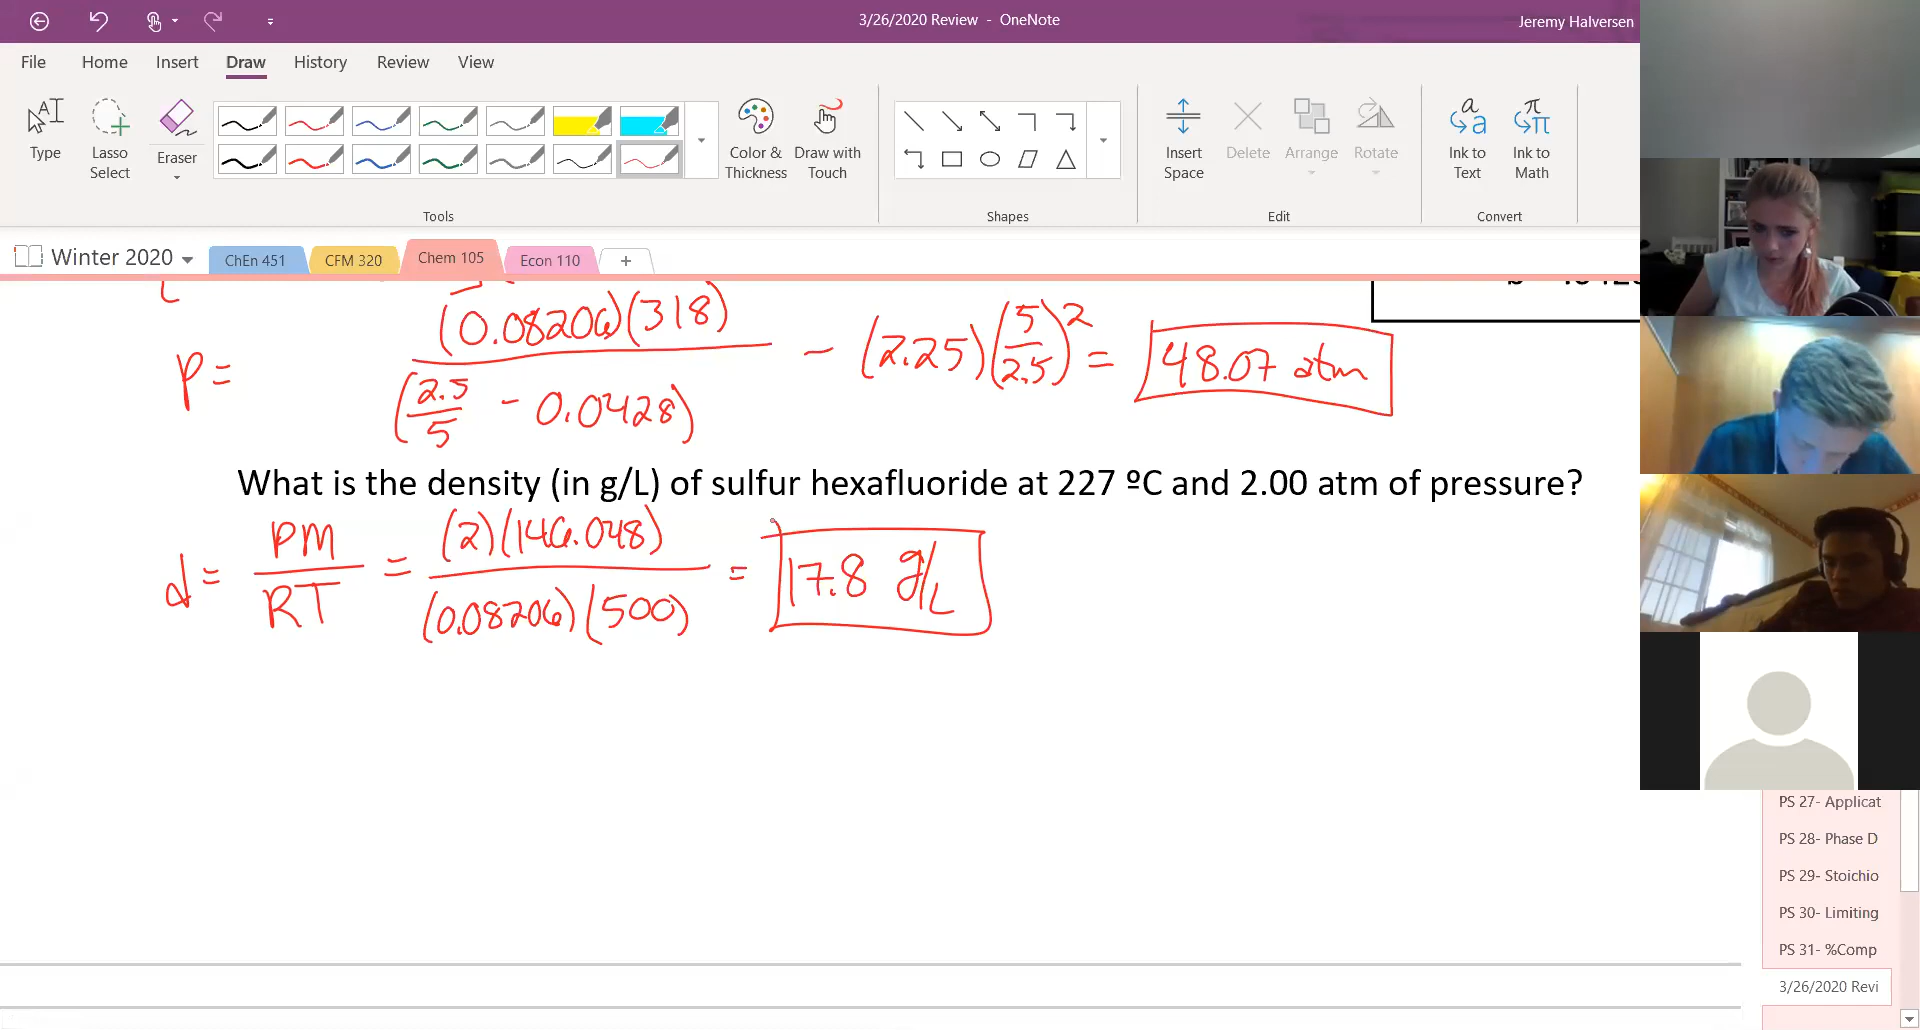 3/26/2020 Review - OneNote
Jeremy Halversen
File Home Insert Draw History Review View
Type
Lasso Select
Eraser
Color & Thickness
Draw with Touch
Insert Space
Delete
Arrange
Rotate
Ink to Text
Ink to Math
Tools
Shapes
Edit
Convert
Winter 2020
ChEn 451
CFM 320
Chem 105
Econ 110
+
P = (0.08206)(318) / (2.5/5 - 0.0428) - (2.25)(5/2.5)^2 = 48.07 atm
What is the density (in g/L) of sulfur hexafluoride at 227 ºC and 2.00 atm of pressure?
d = PM/RT = (2)(146.048) / (0.08206)(500) = 17.8 g/L
PS 27- Applicat
PS 28- Phase D
PS 29- Stoichio
PS 30- Limiting
PS 31- %Comp
3/26/2020 Revi